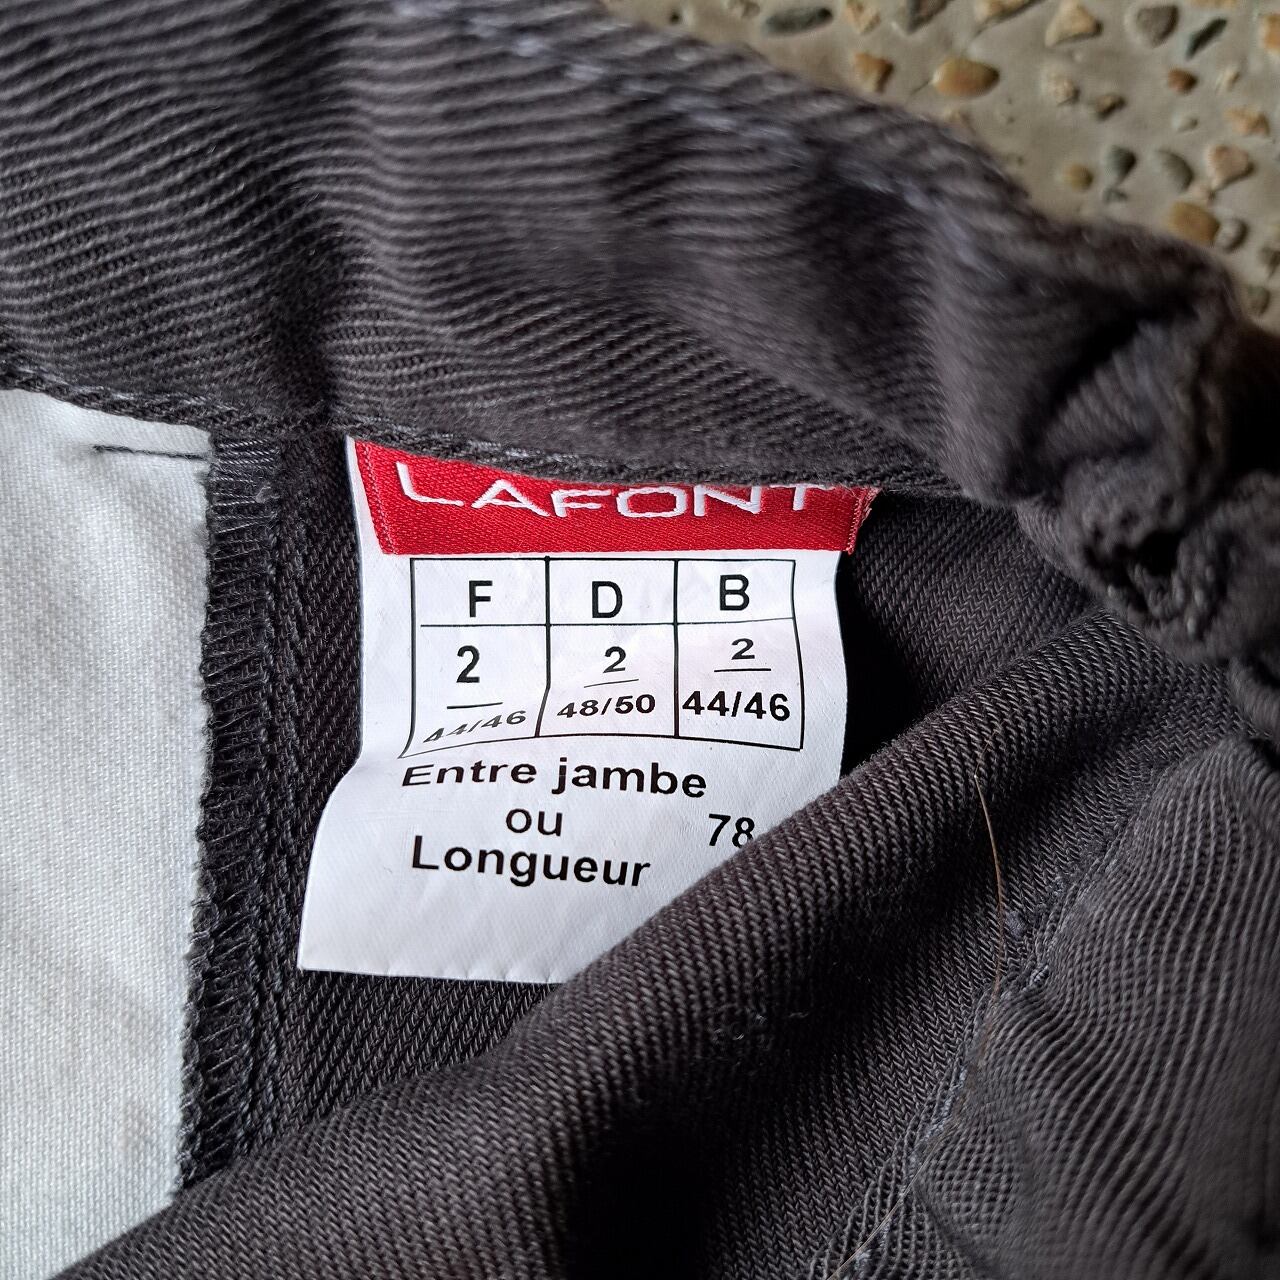 LAFONT
F D B
2 2 2
44/46 48/50 44/46
Entre jambe
ou 78
Longueur